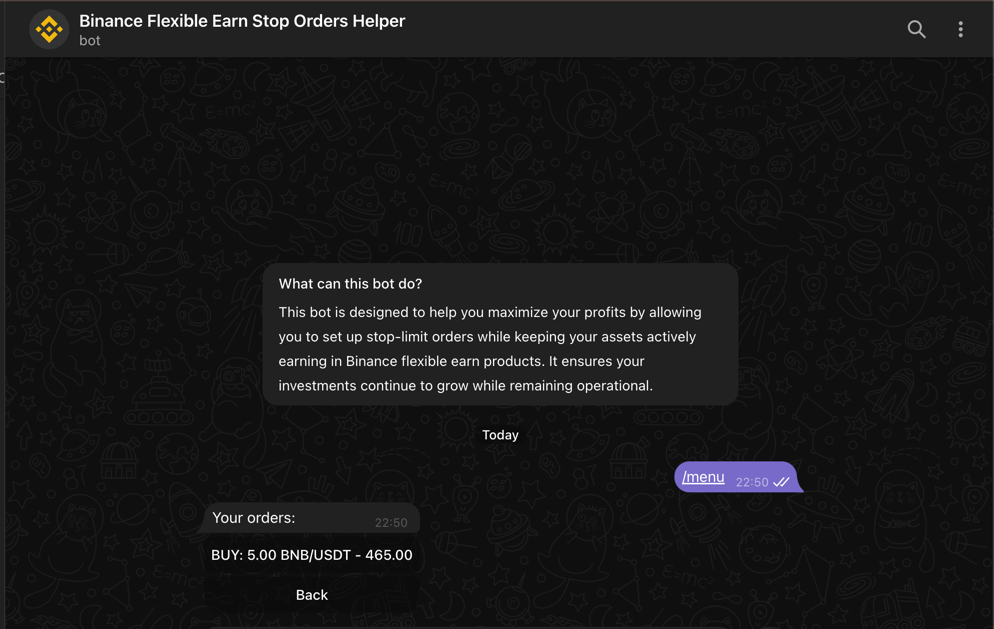 Binance Flexible Earn Stop Orders Helper
bot
What can this bot do?
This bot is designed to help you maximize your profits by allowing
you to set up stop-limit orders while keeping your assets actively
earning in Binance flexible earn products. It ensures your
investments continue to grow while remaining operational.
Today
/menu 22:50
Your orders: 22:50
BUY: 5.00 BNB/USDT - 465.00
Back